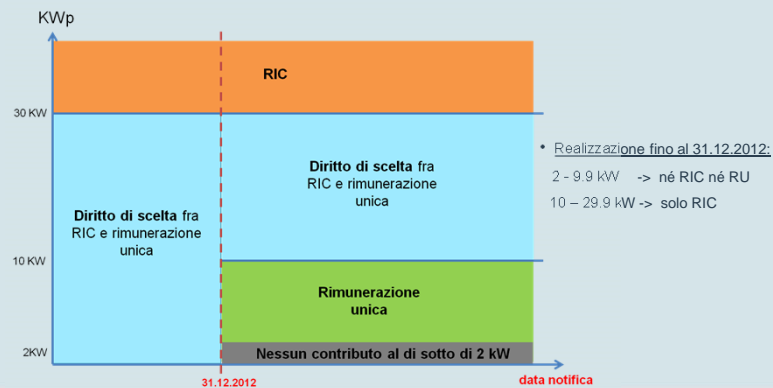 KWp
RIC
30 KW
Diritto di scelta fra
RIC e rimunerazione
unica
Diritto di scelta fra
RIC e rimunerazione
unica
10 KW
Rimunerazione
unica
2KW
Nessun contributo al di sotto di 2 kW
31.12.2012
data notifica
• Realizzazione fino al 31.12.2012:
2 - 9.9 kW -> né RIC né RU
10 – 29.9 kW -> solo RIC